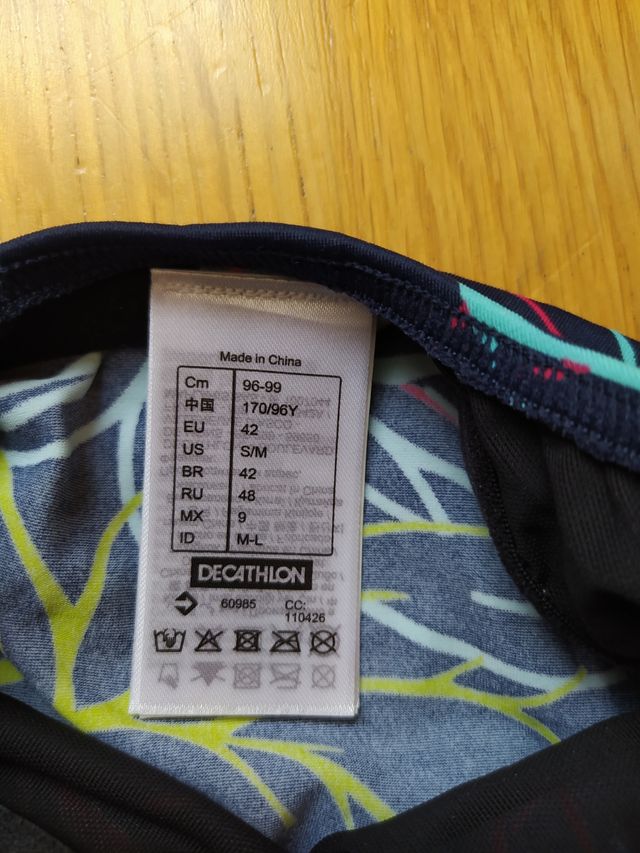 Made in China
Cm 96-99
中国 170/96Y
EU 42
US S/M
BR 42
RU 48
MX 9
ID M-L
DECATHLON
60985 CC:
110426